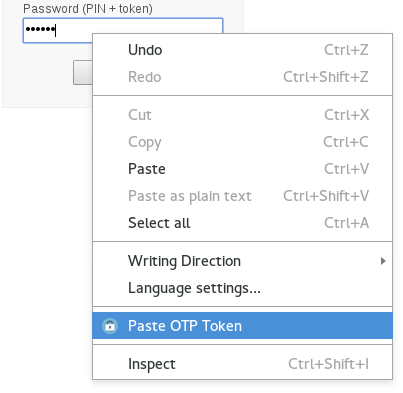 Password (PIN + token)
••••••
Undo Ctrl+Z
Redo Ctrl+Shift+Z
Cut Ctrl+X
Copy Ctrl+C
Paste Ctrl+V
Paste as plain text Ctrl+Shift+V
Select all Ctrl+A
Writing Direction
Language settings...
Paste OTP Token
Inspect Ctrl+Shift+I